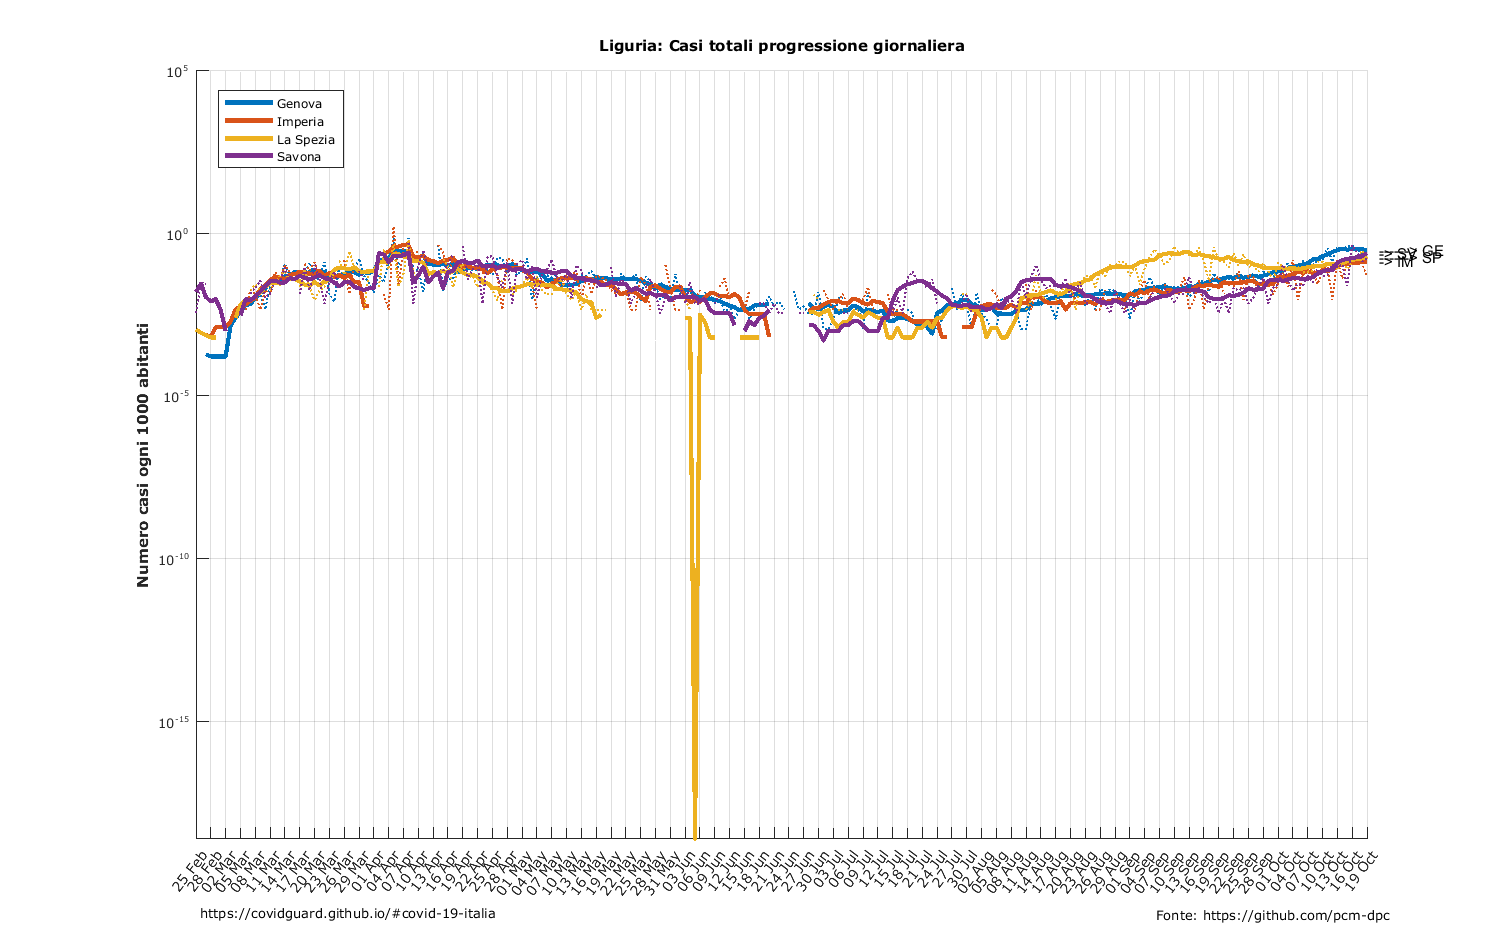 Liguria: Casi totali progressione giornaliera
10^5
10^0
10^-5
10^-10
10^-15
Numero casi ogni 1000 abitanti
Genova
Imperia
La Spezia
Savona
--> GE
--> SV
--> SP
--> IM
25 Feb
28 Feb
02 Mar
05 Mar
08 Mar
11 Mar
14 Mar
17 Mar
20 Mar
23 Mar
26 Mar
29 Mar
01 Apr
04 Apr
07 Apr
10 Apr
13 Apr
16 Apr
19 Apr
22 Apr
25 Apr
28 Apr
01 May
04 May
07 May
10 May
13 May
16 May
19 May
22 May
25 May
28 May
31 May
03 Jun
06 Jun
09 Jun
12 Jun
15 Jun
18 Jun
21 Jun
24 Jun
27 Jun
30 Jun
03 Jul
06 Jul
09 Jul
12 Jul
15 Jul
18 Jul
21 Jul
24 Jul
27 Jul
30 Jul
02 Aug
05 Aug
08 Aug
11 Aug
14 Aug
17 Aug
20 Aug
23 Aug
26 Aug
29 Aug
01 Sep
04 Sep
07 Sep
10 Sep
13 Sep
16 Sep
19 Sep
22 Sep
25 Sep
28 Sep
01 Oct
04 Oct
07 Oct
10 Oct
13 Oct
16 Oct
19 Oct
https://covidguard.github.io/#covid-19-italia
Fonte: https://github.com/pcm-dpc